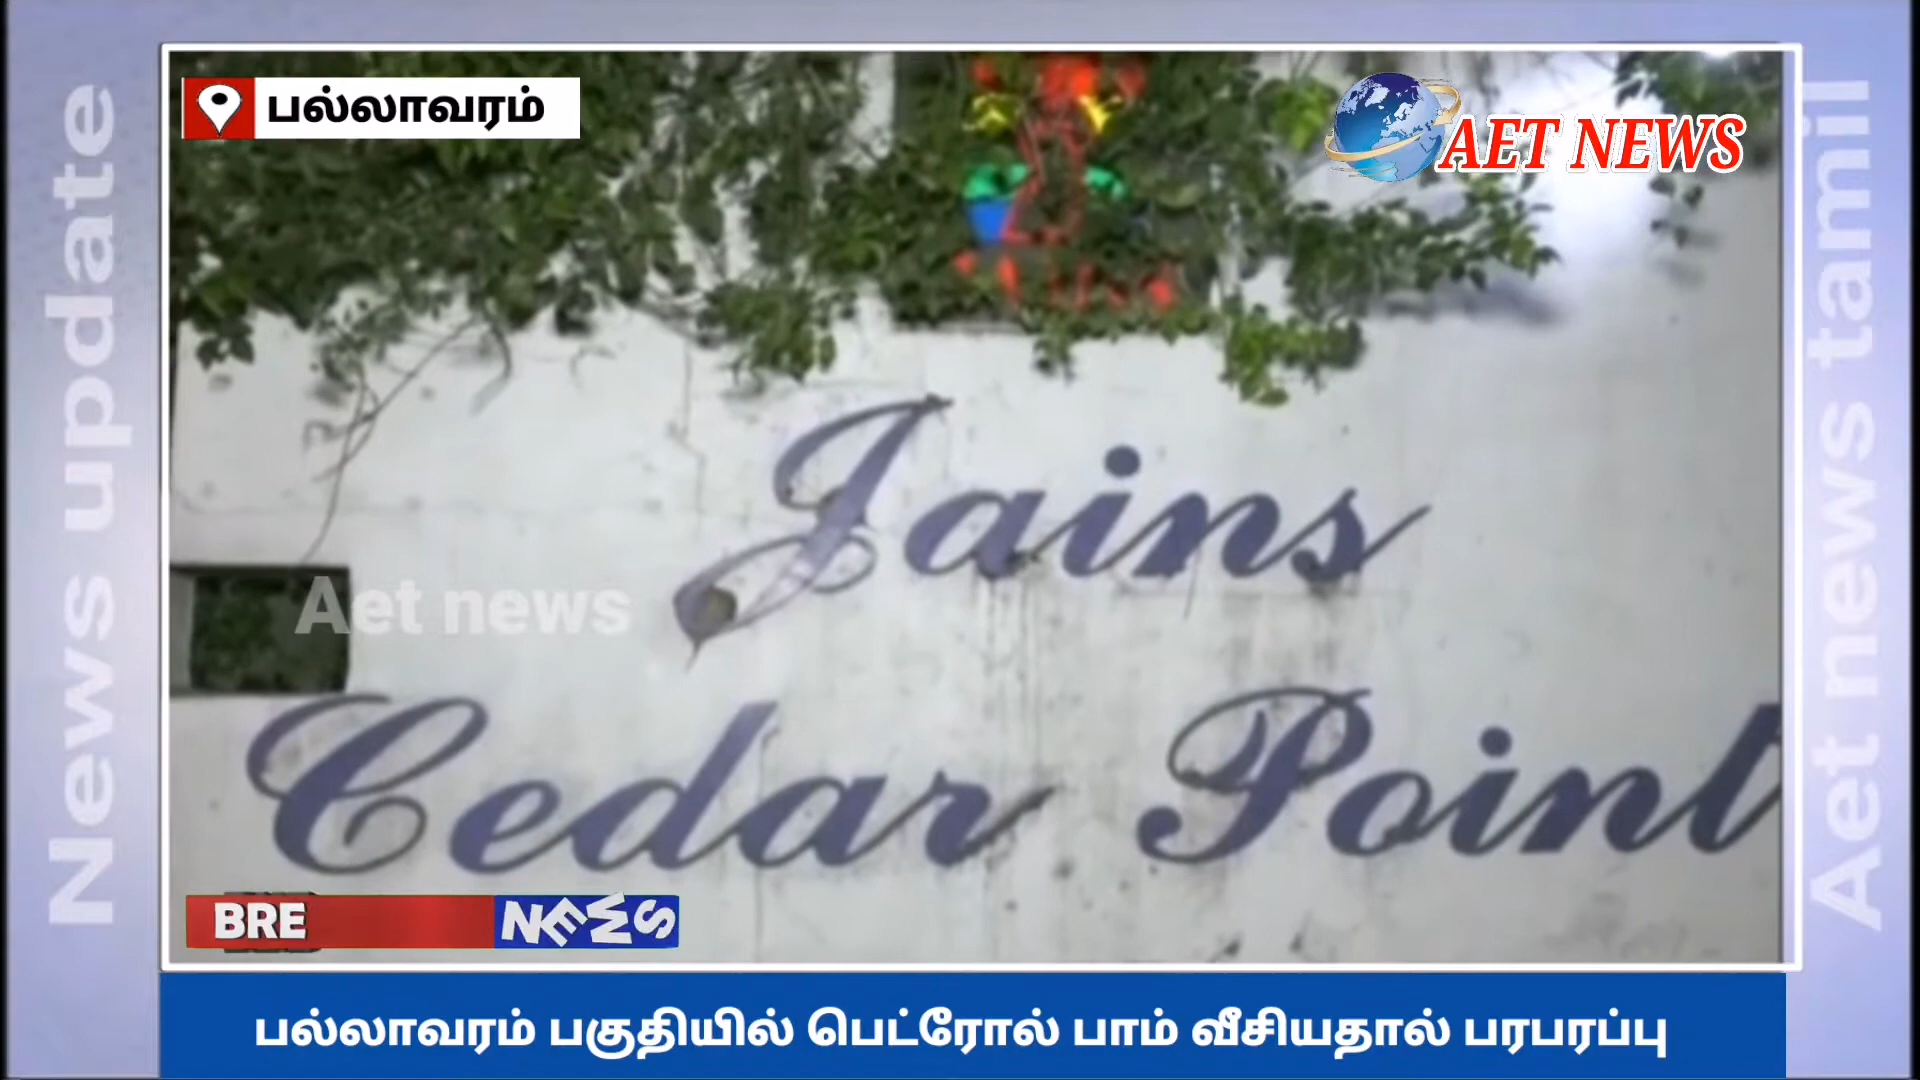 News update
பல்லாவரம்
AET NEWS
Aet news tamil
Jains
Aet news
Cedar Point
BRE NEWS
பல்லாவரம் பகுதியில் பெட்ரோல் பாம் வீசியதால் பரபரப்பு